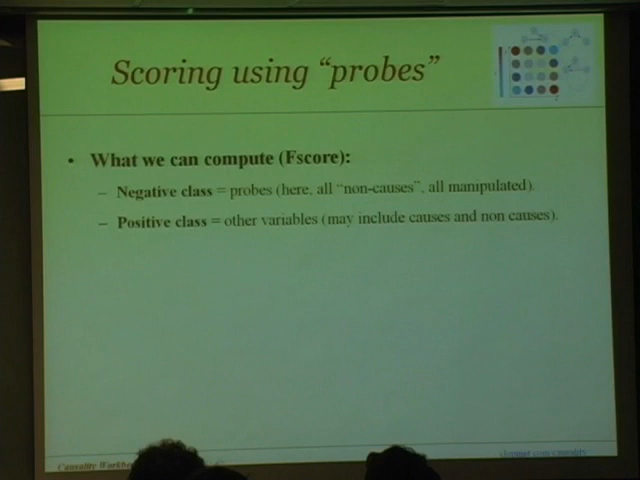 Scoring using “probes”
• What we can compute (Fscore):
– Negative class = probes (here, all “non-causes”, all manipulated).
– Positive class = other variables (may include causes and non causes).
Causality